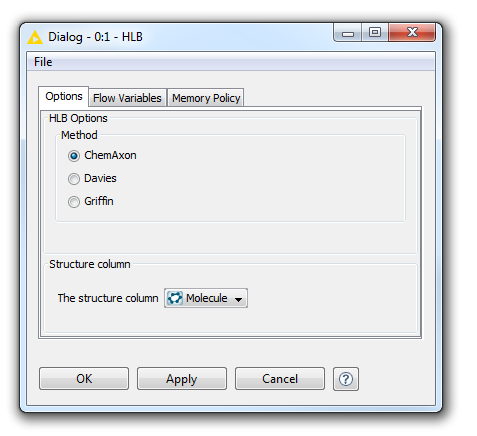 Dialog - 0:1 - HLB
File
Options Flow Variables Memory Policy
HLB Options
Method
ChemAxon
Davies
Griffin
Structure column
The structure column Molecule
OK Apply Cancel ?